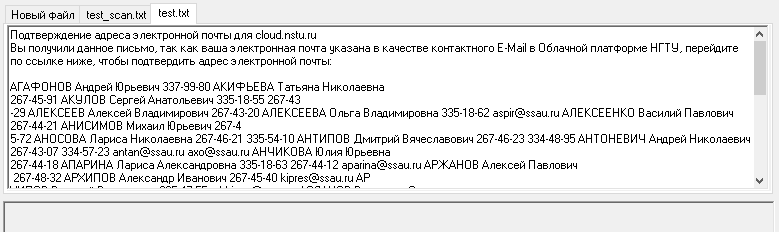 Новый файл test_scan.txt test.txt
Подтверждение адреса электронной почты для cloud.nstu.ru
Вы получили данное письмо, так как ваша электронная почта указана в качестве контактного E-Mail в Облачной платформе НГТУ, перейдите
по ссылке ниже, чтобы подтвердить адрес электронной почты:
АГАФОНОВ Андрей Юрьевич 337-99-80 АКИФЬЕВА Татьяна Николаевна
267-45-91 АКУЛОВ Сергей Анатольевич 335-18-55 267-43
-29 АЛЕКСЕЕВ Алексей Владимирович 267-43-20 АЛЕКСЕЕВА Ольга Владимировна 335-18-62 aspir@ssau.ru АЛЕКСЕЕНКО Василий Павлович
267-44-21 АНИСИМОВ Михаил Юрьевич 267-4
5-72 АНОСОВА Лариса Николаевна 267-46-21 335-54-10 АНТИПОВ Дмитрий Вячеславович 267-46-23 334-48-95 АНТОНЕВИЧ Андрей Николаевич
267-43-07 334-57-23 antan@ssau.ru axo@ssau.ru АНЧИКОВА Юлия Юрьевна
267-44-18 АПАРИНА Лариса Александровна 335-18-63 267-44-12 aparina@ssau.ru АРЖАНОВ Алексей Павлович
267-48-32 АРХИПОВ Александр Иванович 267-45-40 kipres@ssau.ru АР